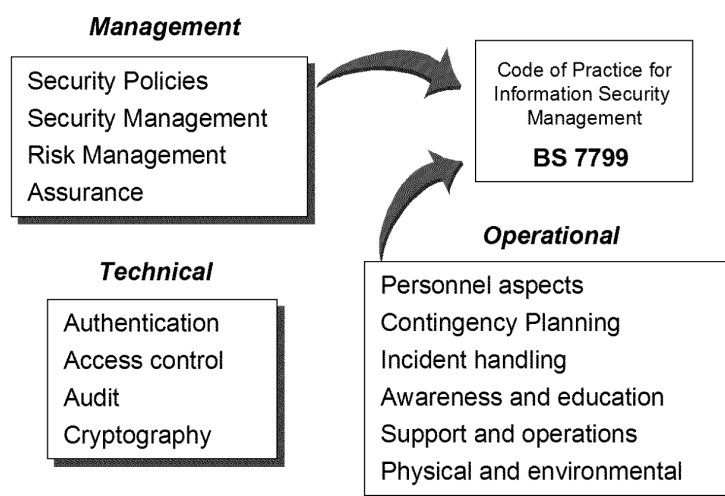 Management
Security Policies
Security Management
Risk Management
Assurance
Code of Practice for
Information Security
Management
BS 7799
Technical
Authentication
Access control
Audit
Cryptography
Operational
Personnel aspects
Contingency Planning
Incident handling
Awareness and education
Support and operations
Physical and environmental